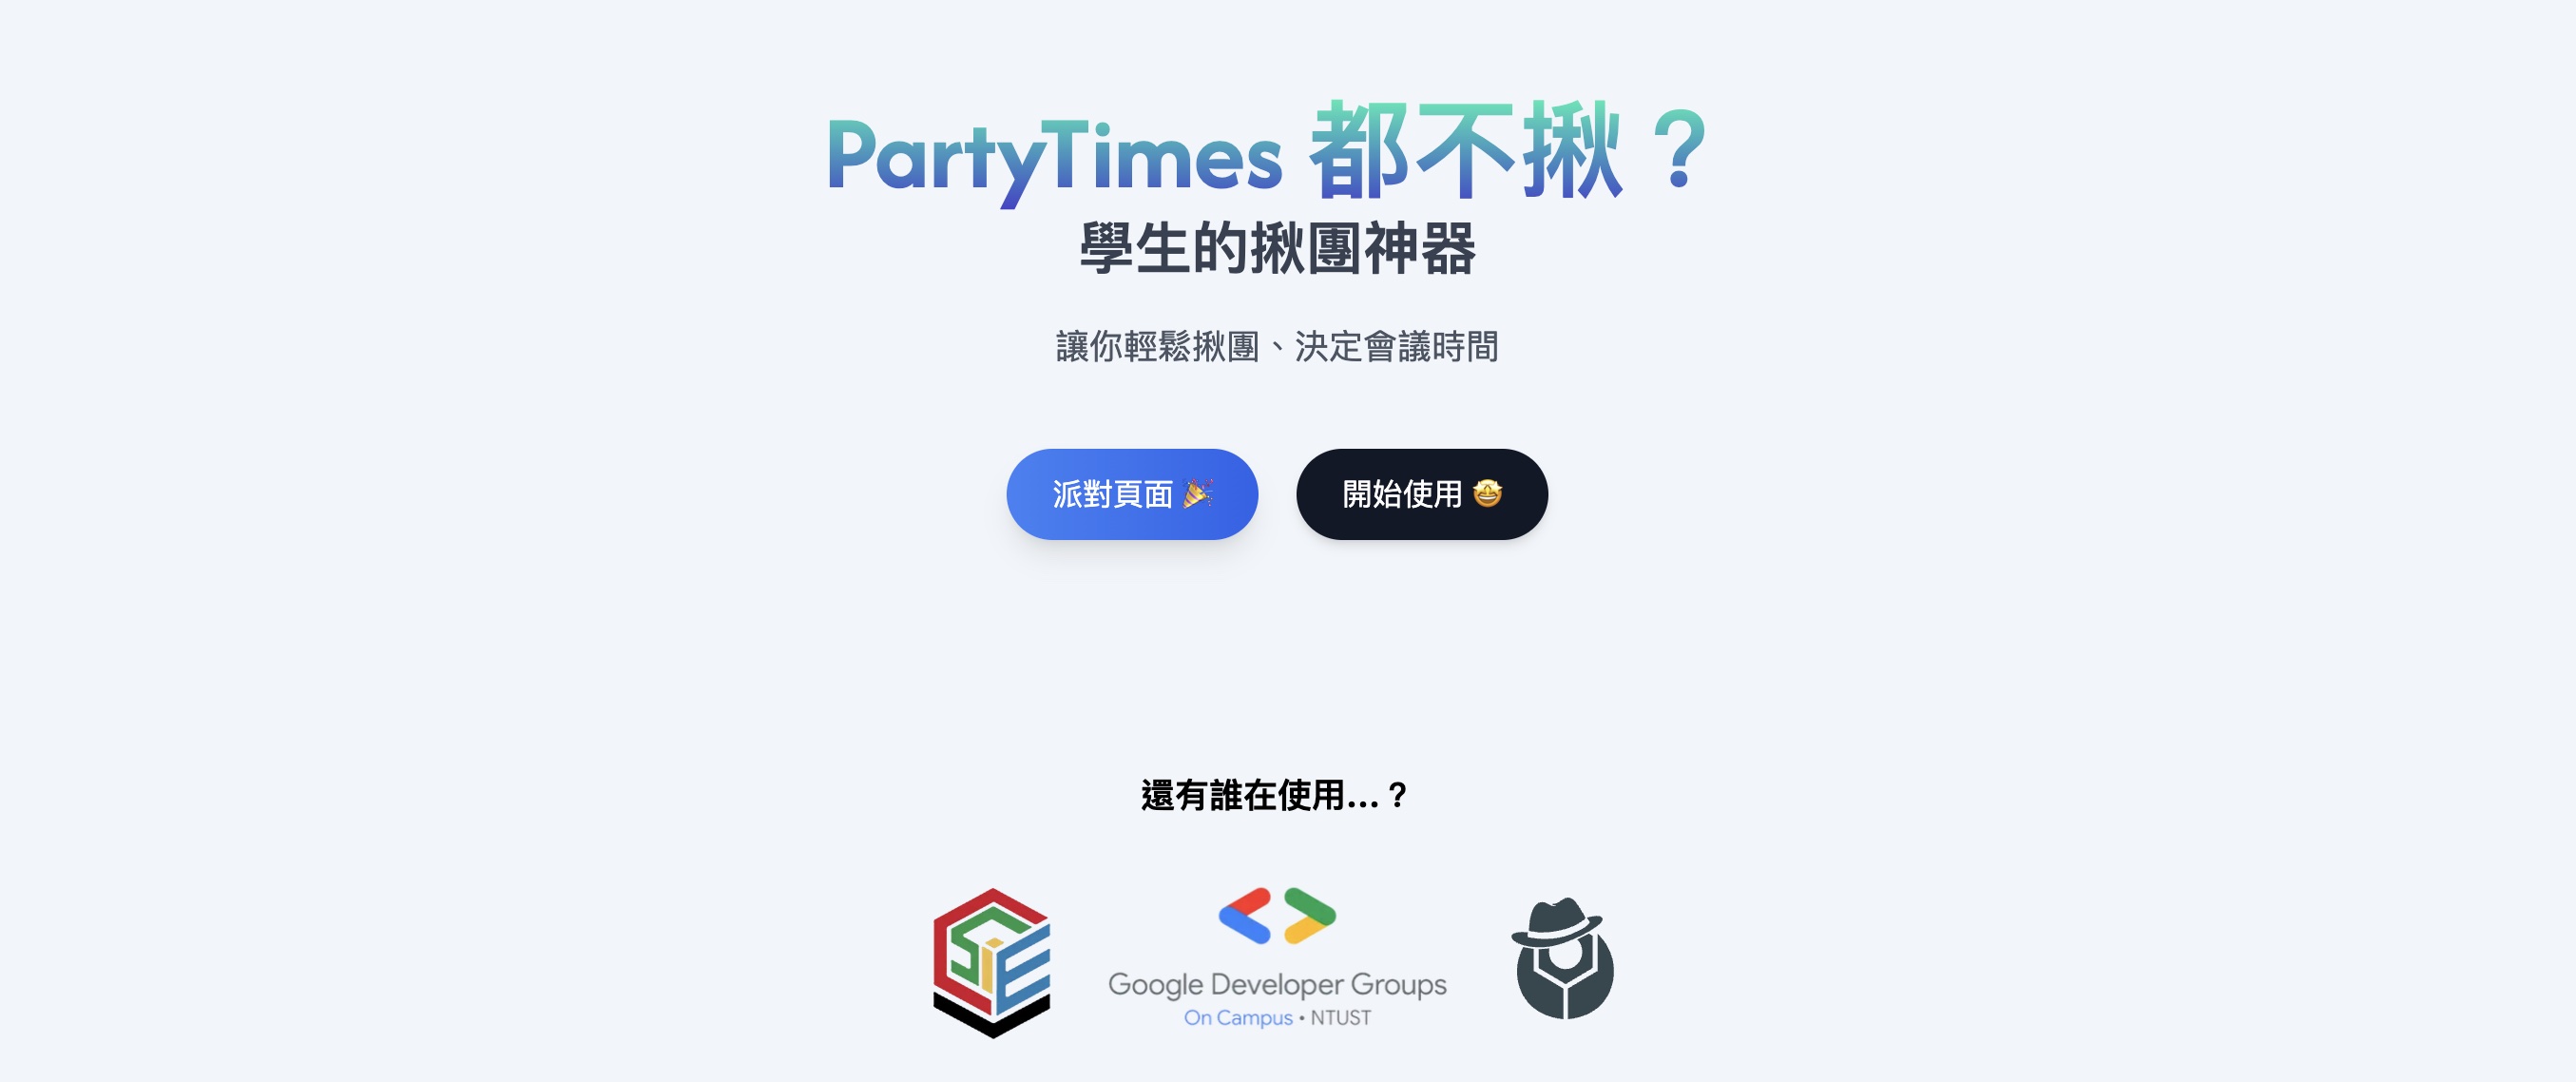 PartyTimes 都不揪？
學生的揪團神器
讓你輕鬆揪團、決定會議時間
派對頁面 🎉
開始使用 🤩
還有誰在使用...？
Google Developer Groups
On Campus • NTUST